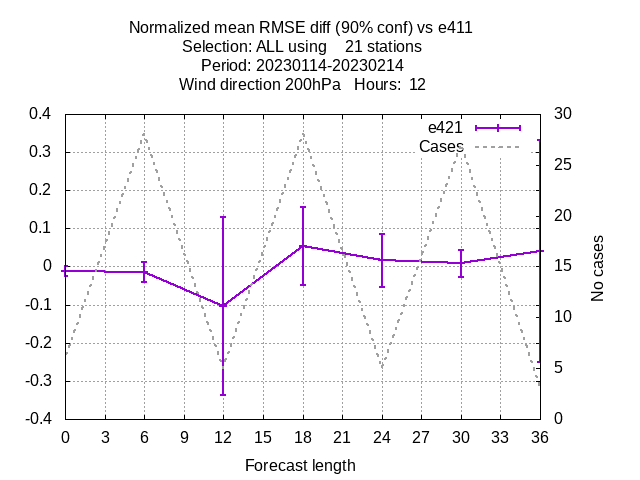 Normalized mean RMSE diff (90% conf) vs e411
Selection: ALL using    21 stations
Period: 20230114-20230214
Wind direction 200hPa   Hours:  12
0.4
0.3
0.2
0.1
0
-0.1
-0.2
-0.3
-0.4
30
25
20
15
10
5
0
e421
Cases
No cases
0 3 6 9 12 15 18 21 24 27 30 33 36
Forecast length